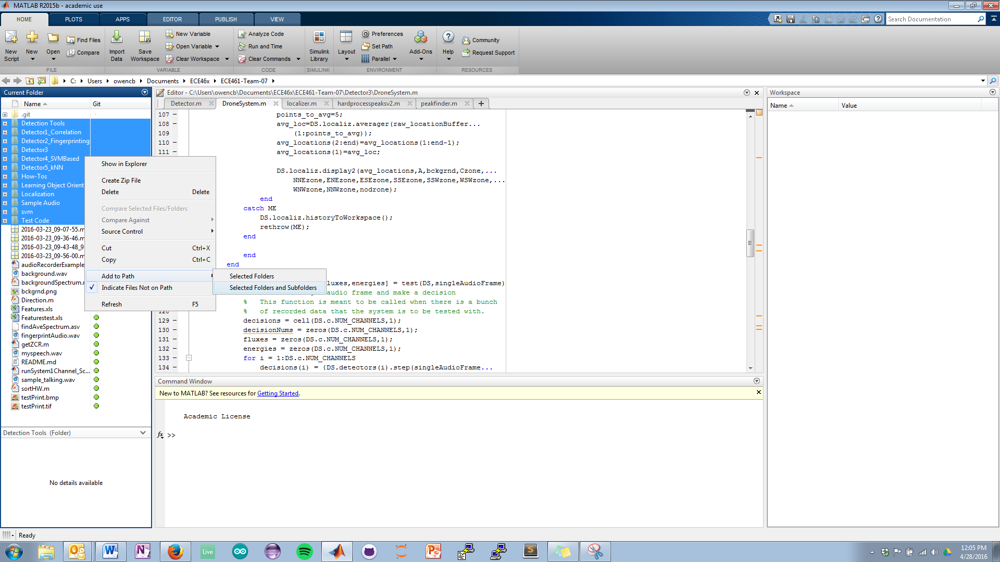 MATLAB R2015b - academic use
HOME
PLOTS
APPS
EDITOR
PUBLISH
VIEW
Search Documentation
New Script
New
Open
Find Files
Compare
Import Data
Save Workspace
New Variable
Open Variable
Clear Workspace
Analyze Code
Run and Time
Clear Commands
Simulink Library
Layout
Preferences
Set Path
Parallel
Add-Ons
Help
Community
Request Support
FILE
VARIABLE
CODE
SIMULINK
ENVIRONMENT
RESOURCES
C: Users owencb Documents ECE46x ECE461-Team-07
Current Folder
Name
Git
.git
Detection Tools
Detector1_Correlation
Detector2_Fingerprinting
Detector3
Detector4_SVMBased
Detector5_kNN
How-Tos
Learning Object Orient
Localization
Sample Audio
svm
Test Code
2016-03-23_09-07-55.m
2016-03-23_09-36-46.m
2016-03-23_09-43-48_9
2016-03-23_09-56-00.m
audioRecorderExample
background.wav
backgroundSpectrum.r
bckgrnd.png
Direction.m
Features.xls
Featurestest.xls
findAveSpectrum.asv
fingerprintAudio.wav
getZCR.m
myspeech.wav
README.md
runSystem1Channel_Sc...
sample_talking.wav
sortHW.m
testPrint.bmp
testPrint.tif
Detection Tools (Folder)
No details available
Show in Explorer
Create Zip File
Delete Delete
Compare Selected Files/Folders
Compare Against
Source Control
Cut Ctrl+X
Copy Ctrl+C
Add to Path
Indicate Files Not on Path
Refresh F5
Selected Folders
Selected Folders and Subfolders
Editor - C:\Users\owencb\Documents\ECE46x\ECE461-Team-07\Detector3\DroneSystem.m
Detector.m
DroneSystem.m
localizer.m
hardprocesspeaksv2.m
peakfinder.m
107 – points_to_avg=5;
108 – avg_loc=DS.localiz.averager(raw_locationBuffer...
109 – (1:points_to_avg));
110 – avg_locations(2:end)=avg_locations(1:end-1);
111 – avg_locations(1)=avg_loc;
DS.localiz.display2(avg_locations,A,bckgrnd,Czone,...
NNEzone,ENEzone,ESEzone,SSEzone,SSWzone,WSWzone,...
WNWzone,NNWzone,nodrone);
end
catch ME
DS.localiz.historyToWorkspace();
rethrow(ME);
end
end
end
luxes,energies] = test(DS,singleAudioFrame)
audio frame and make a decision
% This function is meant to be called when there is a bunch
% of recorded data that the system is to be tested with.
129 – decisions = cell(DS.c.NUM_CHANNELS,1);
130 – decisionNums = zeros(DS.c.NUM_CHANNELS,1);
131 – fluxes = zeros(DS.c.NUM_CHANNELS,1);
132 – energies = zeros(DS.c.NUM_CHANNELS,1);
133 – for i = 1:DS.c.NUM_CHANNELS
134 – decisions(i) = {DS.detectors(i).step(singleAudioFrame...
Command Window
New to MATLAB? See resources for Getting Started.
Academic License
fx >>
Workspace
Name
Value
Ready
Live
12:05 PM
4/28/2016